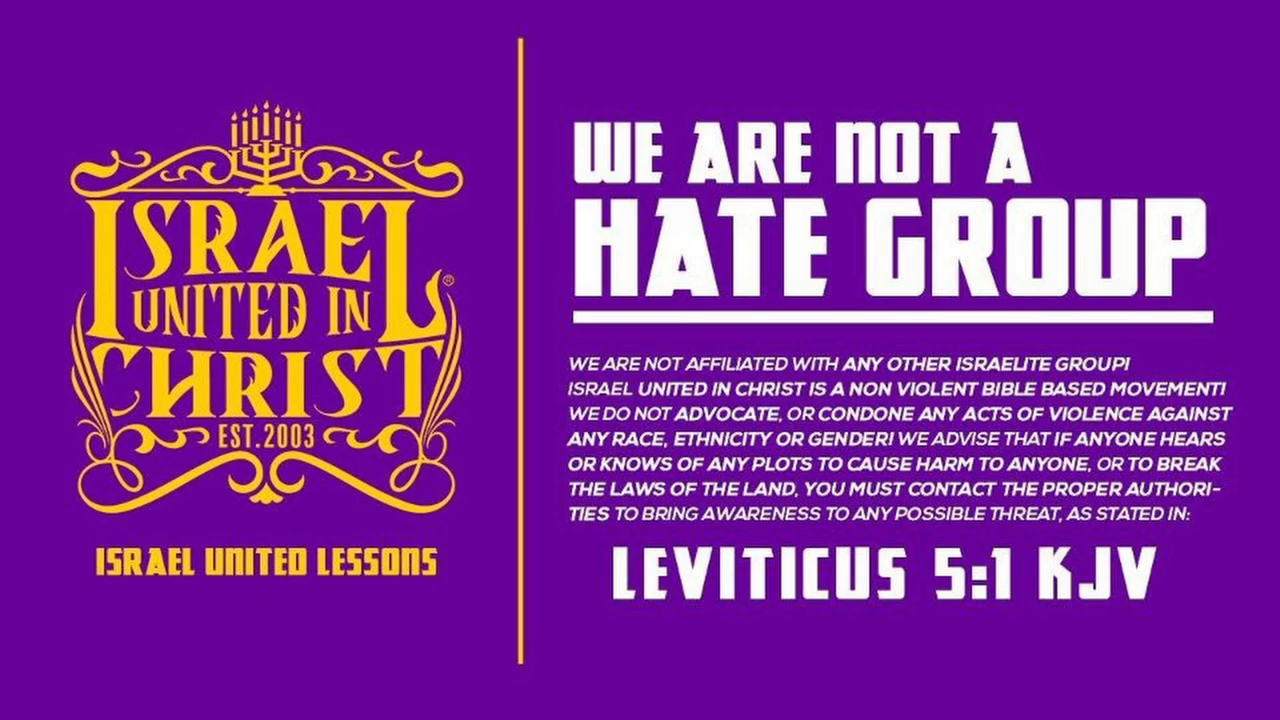 ISRAEL
UNITED IN
CHRIST
EST.2003
ISRAEL UNITED LESSONS
WE ARE NOT A
HATE GROUP
WE ARE NOT AFFILIATED WITH ANY OTHER ISRAELITE GROUP!
ISRAEL UNITED IN CHRIST IS A NON VIOLENT BIBLE BASED MOVEMENT!
WE DO NOT ADVOCATE, OR CONDONE ANY ACTS OF VIOLENCE AGAINST
ANY RACE, ETHNICITY OR GENDER! WE ADVISE THAT IF ANYONE HEARS
OR KNOWS OF ANY PLOTS TO CAUSE HARM TO ANYONE, OR TO BREAK
THE LAWS OF THE LAND, YOU MUST CONTACT THE PROPER AUTHORI-
TIES TO BRING AWARENESS TO ANY POSSIBLE THREAT, AS STATED IN:
LEVITICUS 5:1 KJV